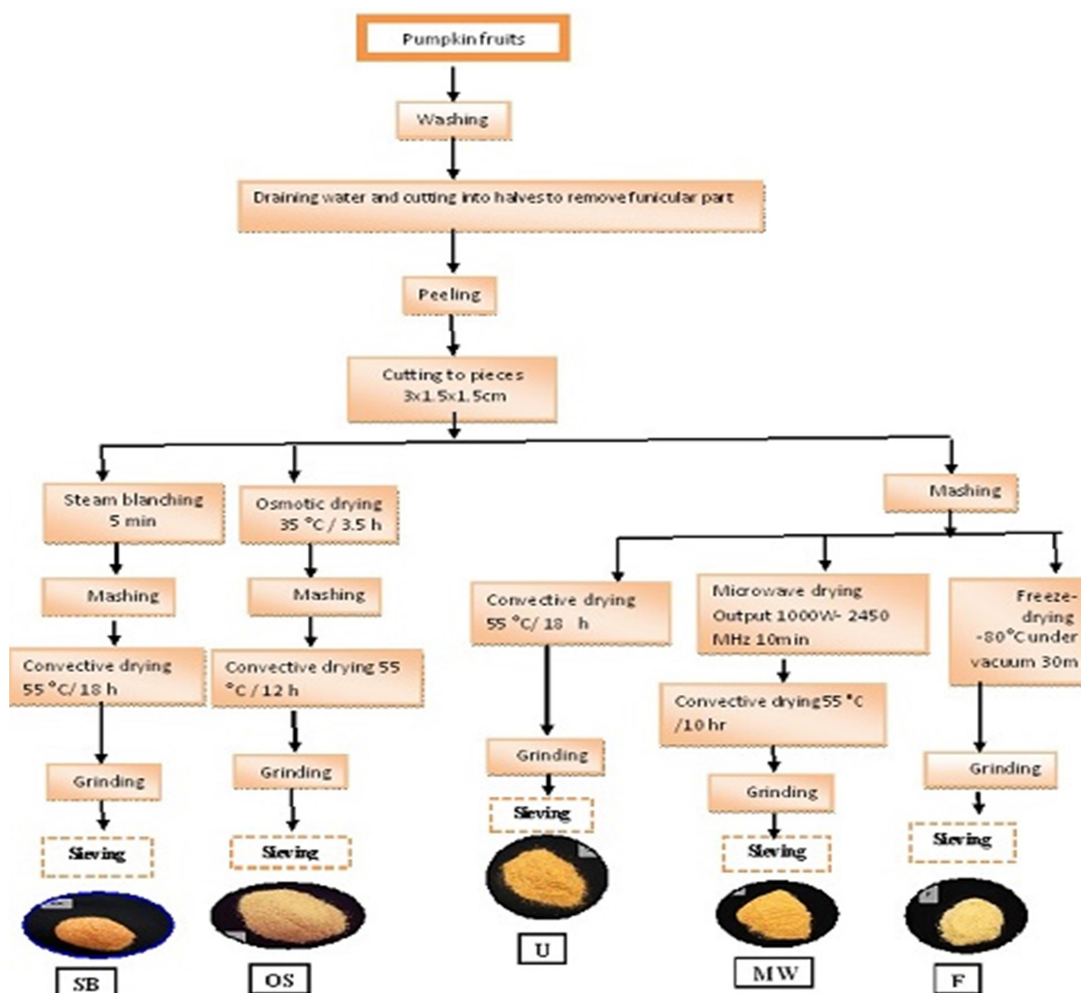 Pumpkin fruits
Washing
Draining water and cutting into halves to remove funicular part
Peeling
Cutting to pieces
3x1.5x1.5cm
Steam blanching
5 min
Osmotic drying
35 °C / 3.5 h
Mashing
Mashing
Mashing
Convective drying
55 °C/ 18 h
Microwave drying
Output 1000W- 2450
MHz 10min
Freeze-
drying
-80°C under
vacuum 30m
Convective drying
55 °C/ 18 h
Convective drying 55
°C / 12 h
Convective drying 55 °C
/10 hr
Grinding
Grinding
Grinding
Grinding
Grinding
Sieving
Sieving
Sieving
Sieving
Sieving
SB
OS
U
MW
F